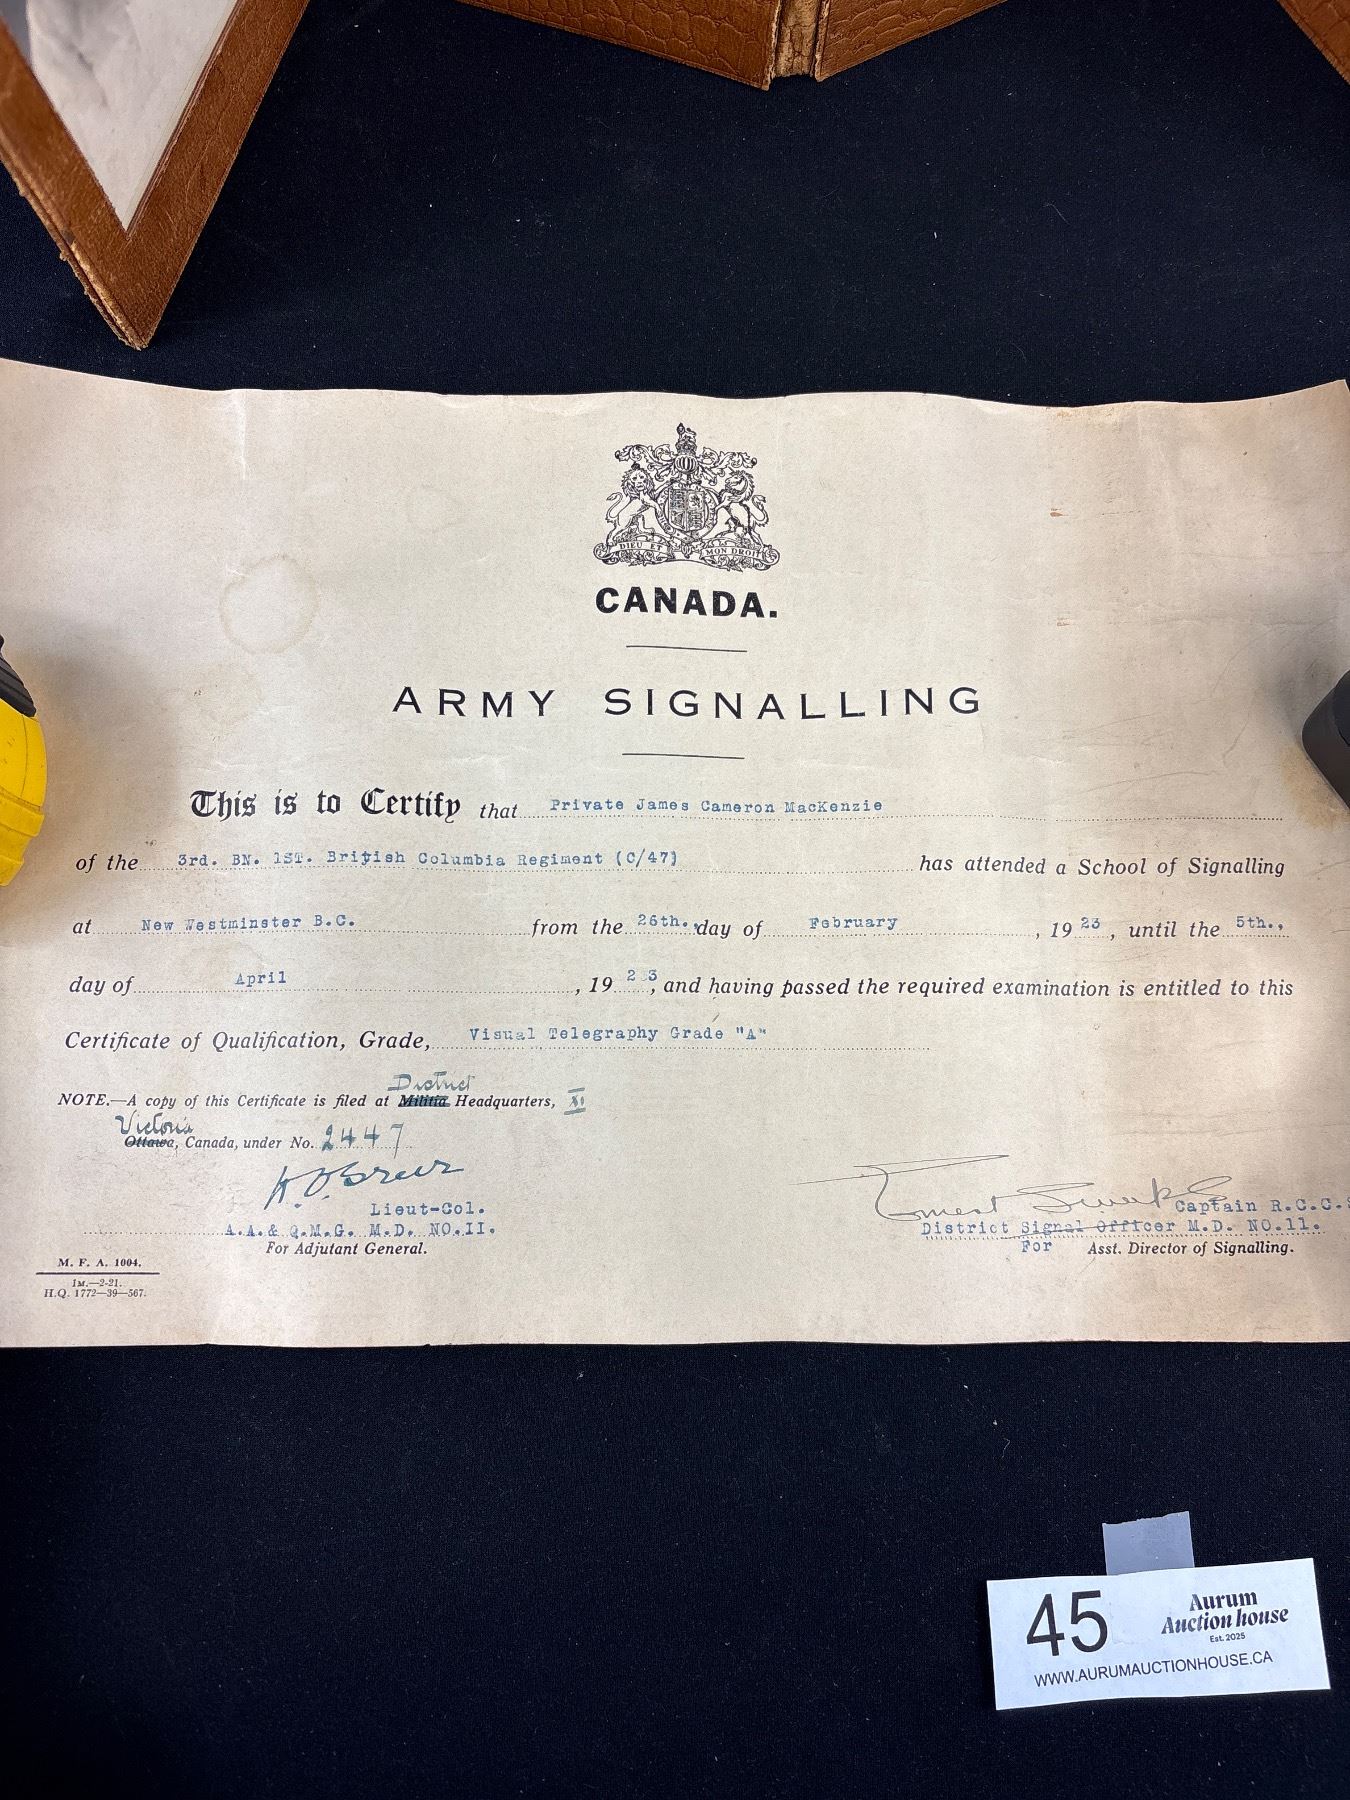 DIEU ET MON DROIT
CANADA.
ARMY SIGNALLING
This is to Certify that Private James Cameron MacKenzie
of the 3rd. BN. 1ST. British Columbia Regiment (C/47) has attended a School of Signalling
at New Westminster B.C. from the 26th. day of February, 1923, until the 5th.,
day of April, 1923, and having passed the required examination is entitled to this
Certificate of Qualification, Grade, Visual Telegraphy Grade "A"
District
NOTE.—A copy of this Certificate is filed at Militia Headquarters, XI
Victoria
Ottawa, Canada, under No. 2447
Lieut-Col.
A.A.& Q.M.G. M.D. NO.II.
For Adjutant General.
Ernest Captain R.C.C.S
District Signal Officer M.D. NO.11.
For Asst. Director of Signalling.
M. F. A. 1004.
1M.—2-21.
H.Q. 1772—39—567.
45
Aurum
Auction house
Est. 2025
WWW.AURUMAUCTIONHOUSE.CA